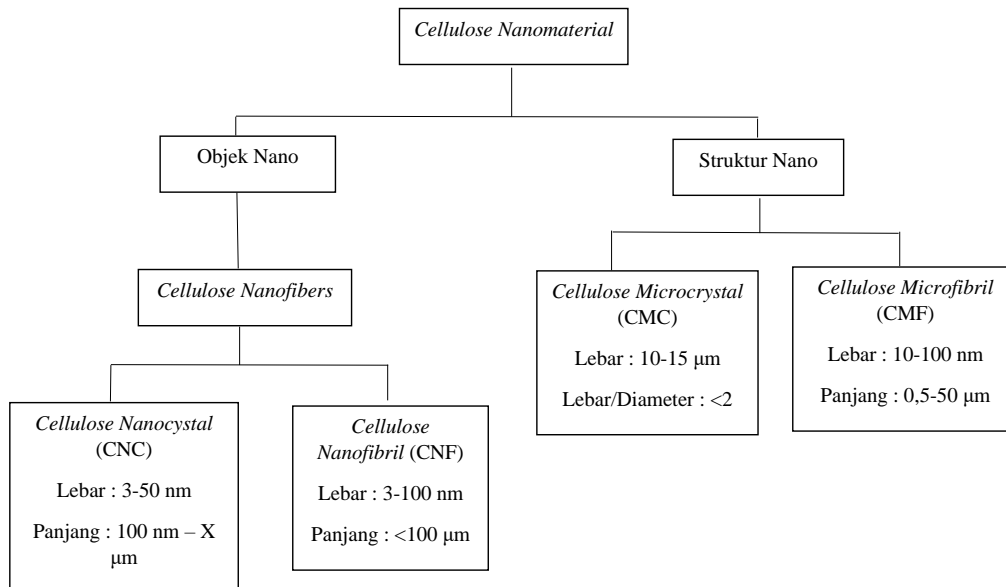 Cellulose Nanomaterial
Objek Nano
Struktur Nano
Cellulose Nanofibers
Cellulose Microcrystal
(CMC)
Lebar : 10-15 μm
Lebar/Diameter : <2
Cellulose Microfibril
(CMF)
Lebar : 10-100 nm
Panjang : 0,5-50 μm
Cellulose Nanocystal
(CNC)
Lebar : 3-50 nm
Panjang : 100 nm – X
μm
Cellulose
Nanofibril (CNF)
Lebar : 3-100 nm
Panjang : <100 μm